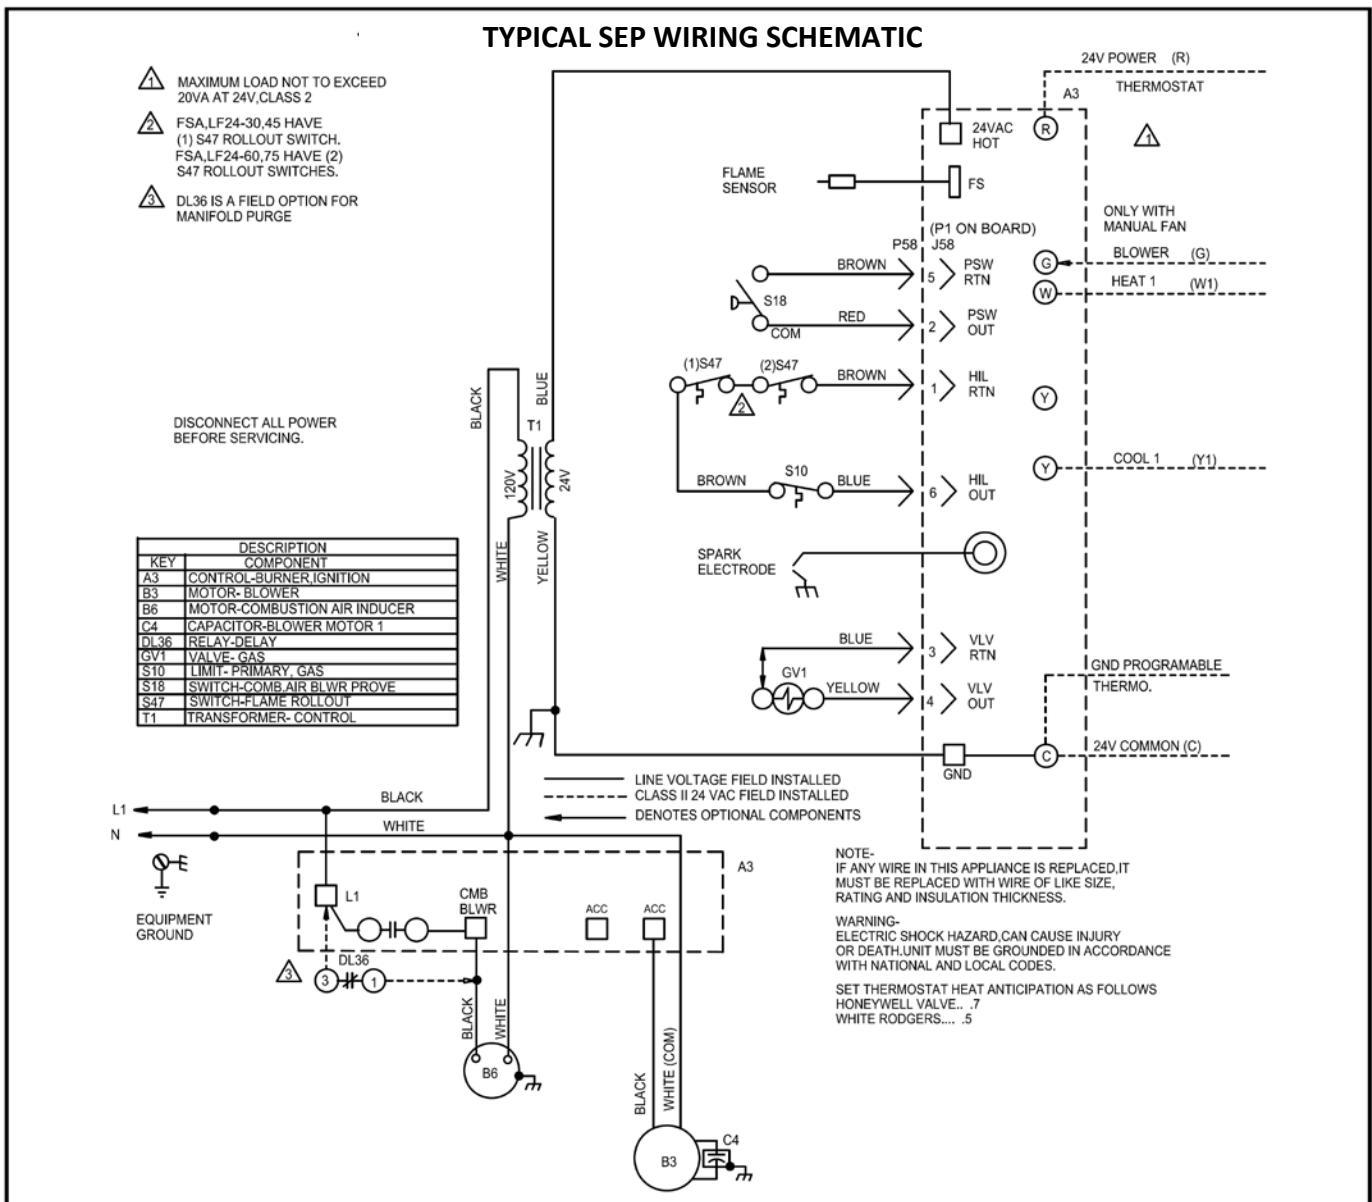 TYPICAL SEP WIRING SCHEMATIC
1 MAXIMUM LOAD NOT TO EXCEED
20VA AT 24V,CLASS 2
2 FSA,LF24-30,45 HAVE
(1) S47 ROLLOUT SWITCH.
FSA,LF24-60,75 HAVE (2)
S47 ROLLOUT SWITCHES.
3 DL36 IS A FIELD OPTION FOR
MANIFOLD PURGE
24V POWER (R)
THERMOSTAT
A3
24VAC
HOT
R
1
FLAME
SENSOR
FS
ONLY WITH
MANUAL FAN
(P1 ON BOARD)
P58 J58
BROWN
5
PSW
RTN
G
BLOWER (G)
W
HEAT 1 (W1)
S18
COM
RED
2
PSW
OUT
(1)S47
(2)S47
2
BROWN
1
HIL
RTN
Y
BLACK
BLUE
T1
120V
24V
DISCONNECT ALL POWER
BEFORE SERVICING.
Y
COOL 1 (Y1)
BROWN
S10
BLUE
6
HIL
OUT
WHITE
YELLOW
SPARK
ELECTRODE
DESCRIPTION
KEY COMPONENT
A3 CONTROL-BURNER,IGNITION
B3 MOTOR- BLOWER
B6 MOTOR-COMBUSTION AIR INDUCER
C4 CAPACITOR-BLOWER MOTOR 1
DL36 RELAY-DELAY
GV1 VALVE- GAS
S10 LIMIT- PRIMARY, GAS
S18 SWITCH-COMB.AIR BLWR PROVE
S47 SWITCH-FLAME ROLLOUT
T1 TRANSFORMER- CONTROL
BLUE
3
VLV
RTN
GV1
YELLOW
4
VLV
OUT
GND PROGRAMABLE
THERMO.
GND
C
24V COMMON (C)
LINE VOLTAGE FIELD INSTALLED
CLASS II 24 VAC FIELD INSTALLED
DENOTES OPTIONAL COMPONENTS
L1
BLACK
N
WHITE
EQUIPMENT
GROUND
A3
L1
CMB
BLWR
ACC
ACC
3
DL36
3
1
BLACK
WHITE
B6
BLACK
WHITE (COM)
B3
C4
NOTE-
IF ANY WIRE IN THIS APPLIANCE IS REPLACED,IT
MUST BE REPLACED WITH WIRE OF LIKE SIZE,
RATING AND INSULATION THICKNESS.
WARNING-
ELECTRIC SHOCK HAZARD,CAN CAUSE INJURY
OR DEATH.UNIT MUST BE GROUNDED IN ACCORDANCE
WITH NATIONAL AND LOCAL CODES.
SET THERMOSTAT HEAT ANTICIPATION AS FOLLOWS
HONEYWELL VALVE.. .7
WHITE RODGERS.... .5